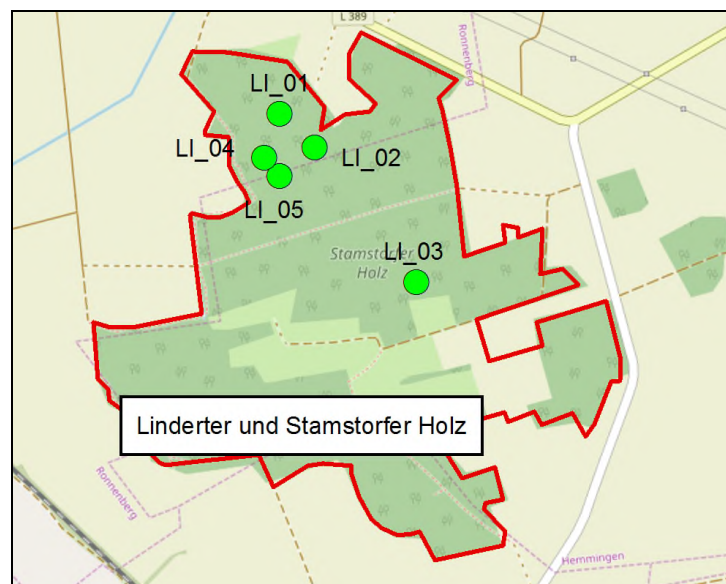 L 389
Ronnenberg
LI_01
LI_04
LI_02
LI_05
LI_03
Stamstorfer
Holz
Linderter und Stamstorfer Holz
Ronnenberg
Hemmingen